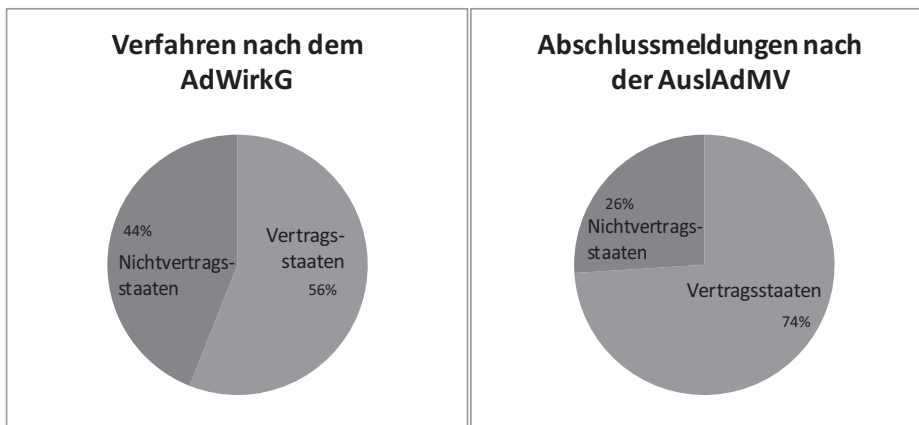 Verfahren nach dem
AdWirkG
44%
Nichtvertrags-
staaten
Vertrags-
staaten
56%
Abschlussmeldungen nach
der AuslAdMV
26%
Nichtvertrags-
staaten
Vertragsstaaten
74%